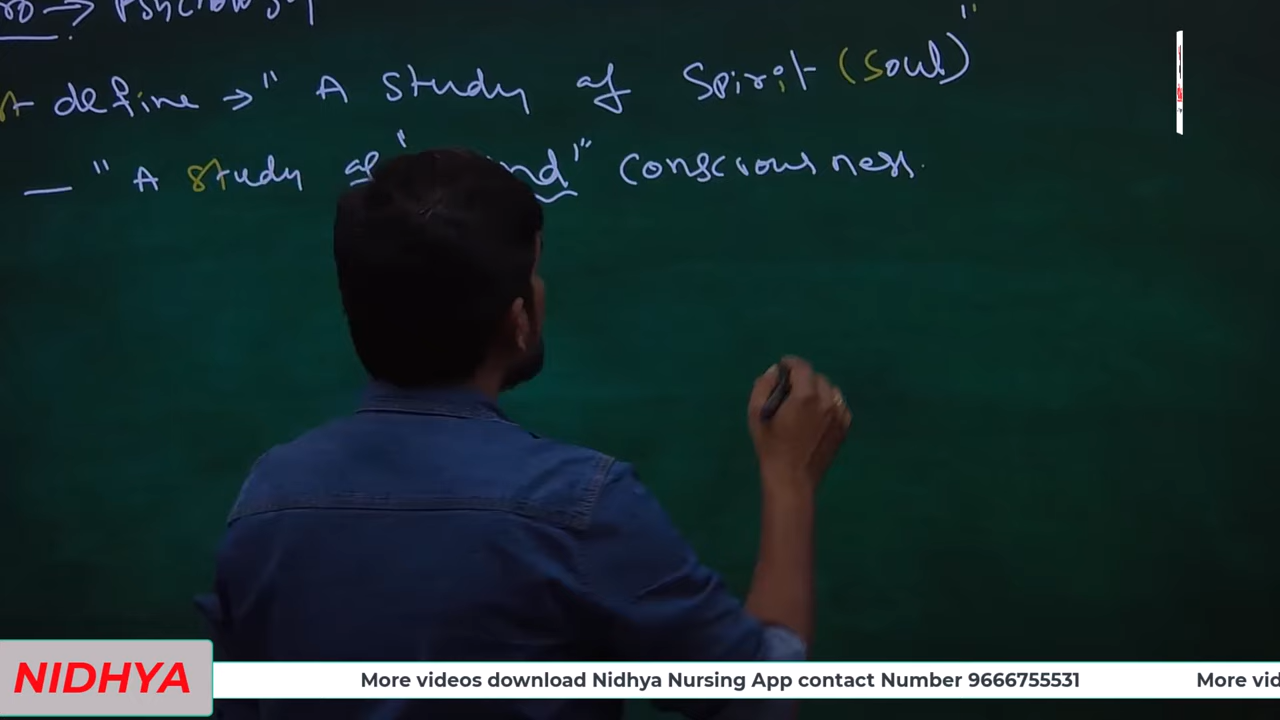 → Psychology
define → " A study of Spirit (Soul) "
— " A study of " " consciousness.
NIDHYA
More videos download Nidhya Nursing App contact Number 9666755531
More vid